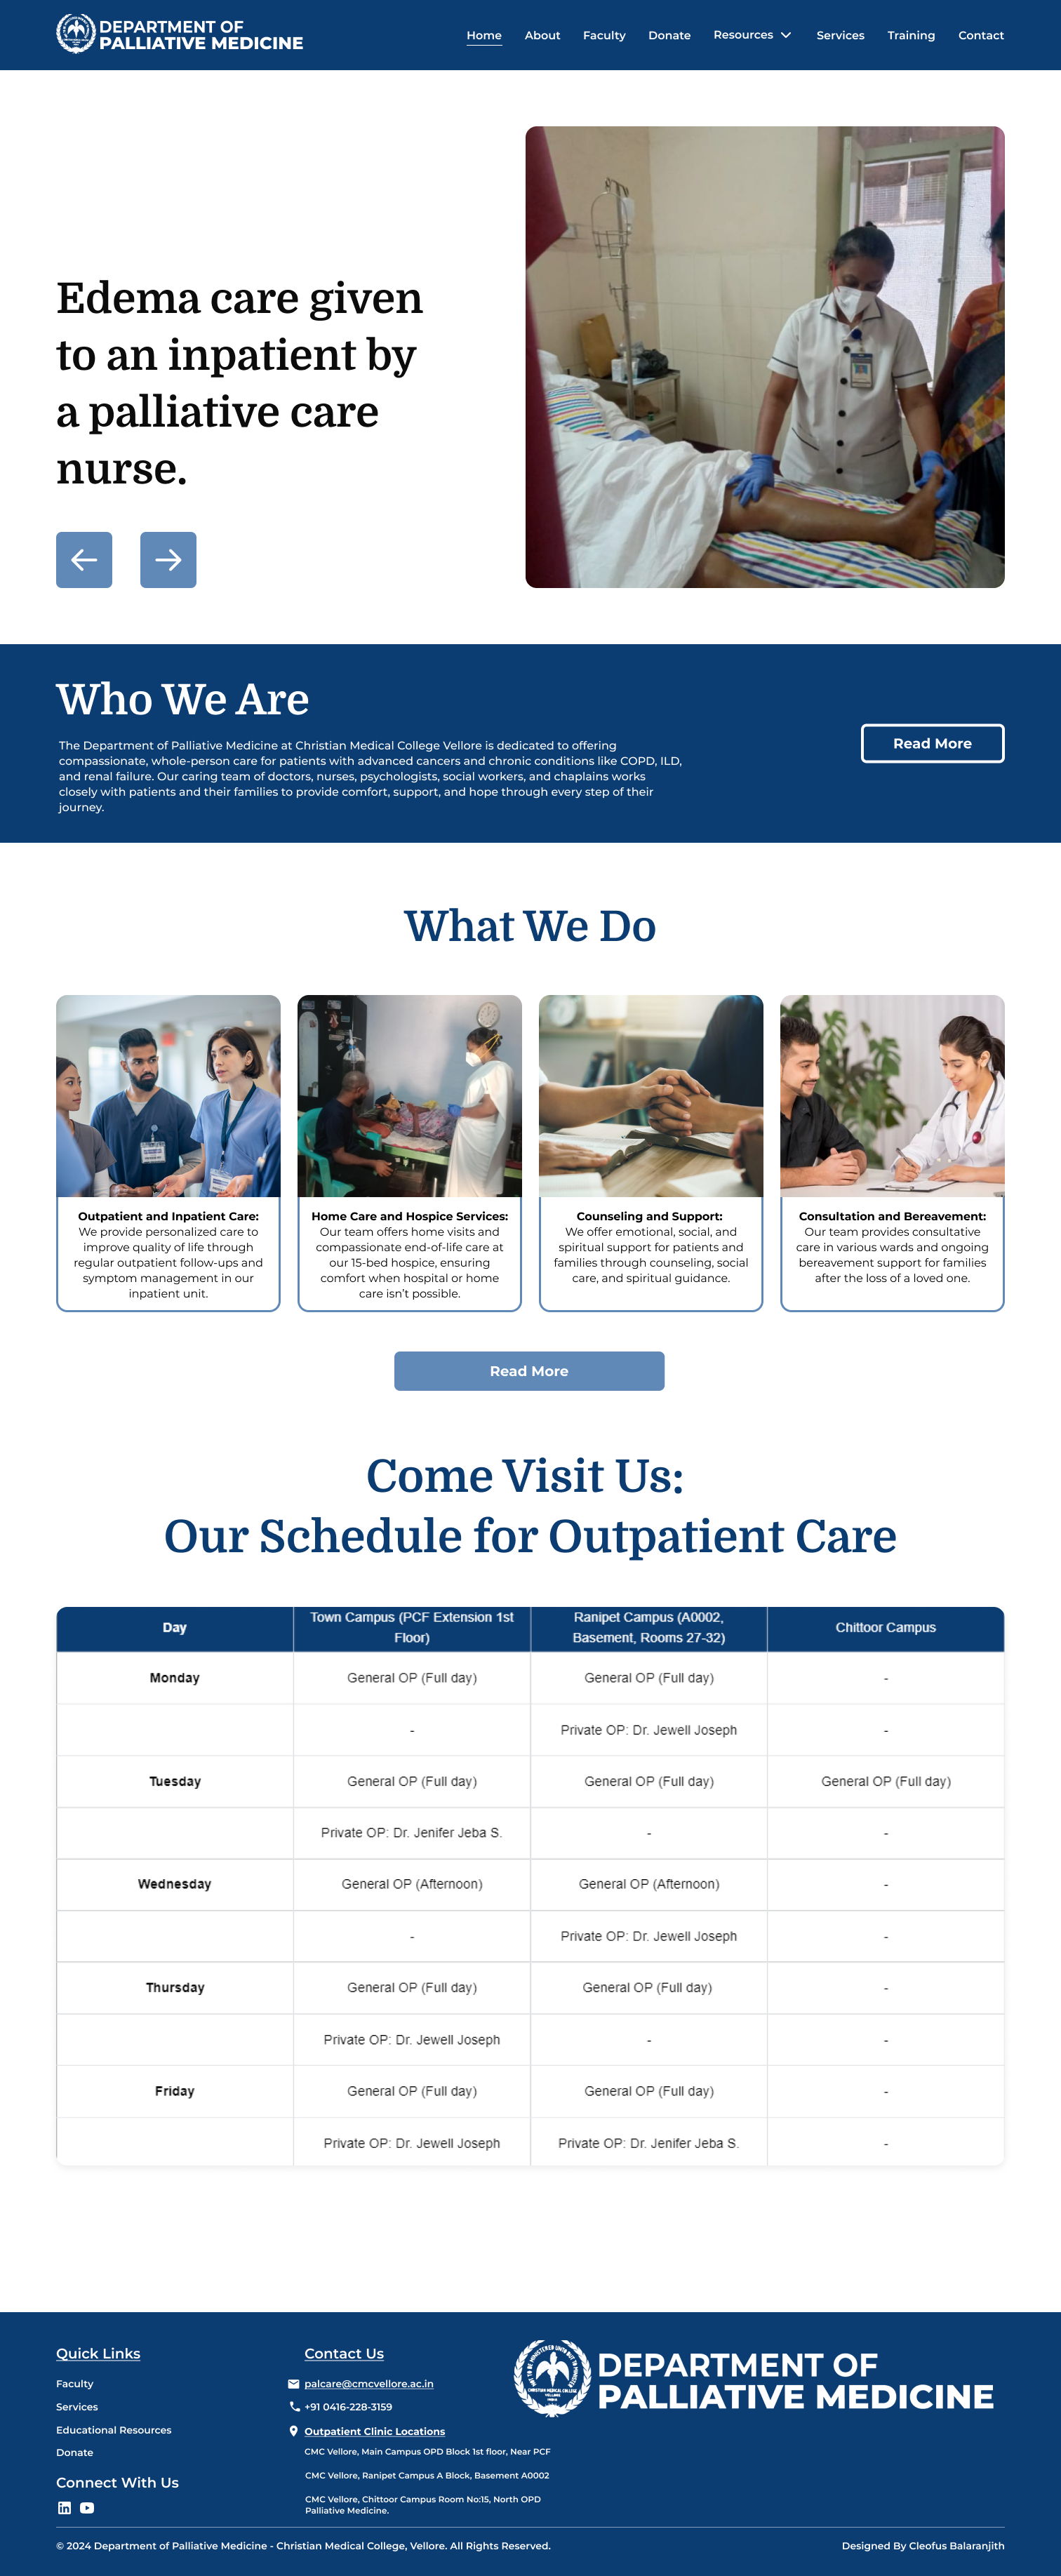 DEPARTMENT OF
PALLIATIVE MEDICINE
Home About Faculty Donate Resources Services Training Contact
Edema care given
to an inpatient by
a palliative care
nurse.
Who We Are
The Department of Palliative Medicine at Christian Medical College Vellore is dedicated to offering
compassionate, whole-person care for patients with advanced cancers and chronic conditions like COPD, ILD,
and renal failure. Our caring team of doctors, nurses, psychologists, social workers, and chaplains works
closely with patients and their families to provide comfort, support, and hope through every step of their
journey.
Read More
What We Do
Outpatient and Inpatient Care:
We provide personalized care to
improve quality of life through
regular outpatient follow-ups and
symptom management in our
inpatient unit.
Home Care and Hospice Services:
Our team offers home visits and
compassionate end-of-life care at
our 15-bed hospice, ensuring
comfort when hospital or home
care isn't possible.
Counseling and Support:
We offer emotional, social, and
spiritual support for patients and
families through counseling, social
care, and spiritual guidance.
Consultation and Bereavement:
Our team provides consultative
care in various wards and ongoing
bereavement support for families
after the loss of a loved one.
Read More
Come Visit Us:
Our Schedule for Outpatient Care
Day
Town Campus (PCF Extension 1st
Floor)
Ranipet Campus (A0002,
Basement, Rooms 27-32)
Chittoor Campus
Monday General OP (Full day) General OP (Full day) -
- Private OP: Dr. Jewell Joseph -
Tuesday General OP (Full day) General OP (Full day) General OP (Full day)
Private OP: Dr. Jenifer Jeba S. - -
Wednesday General OP (Afternoon) General OP (Afternoon) -
- Private OP: Dr. Jewell Joseph -
Thursday General OP (Full day) General OP (Full day) -
Private OP: Dr. Jewell Joseph - -
Friday General OP (Full day) General OP (Full day) -
Private OP: Dr. Jewell Joseph Private OP: Dr. Jenifer Jeba S. -
Quick Links
Faculty
Services
Educational Resources
Donate
Connect With Us
Contact Us
palcare@cmcvellore.ac.in
+91 0416-228-3159
Outpatient Clinic Locations
CMC Vellore, Main Campus OPD Block 1st floor, Near PCF
CMC Vellore, Ranipet Campus A Block, Basement A0002
CMC Vellore, Chittoor Campus Room No:15, North OPD
Palliative Medicine.
DEPARTMENT OF
PALLIATIVE MEDICINE
© 2024 Department of Palliative Medicine - Christian Medical College, Vellore. All Rights Reserved.
Designed By Cleofus Balaranjith